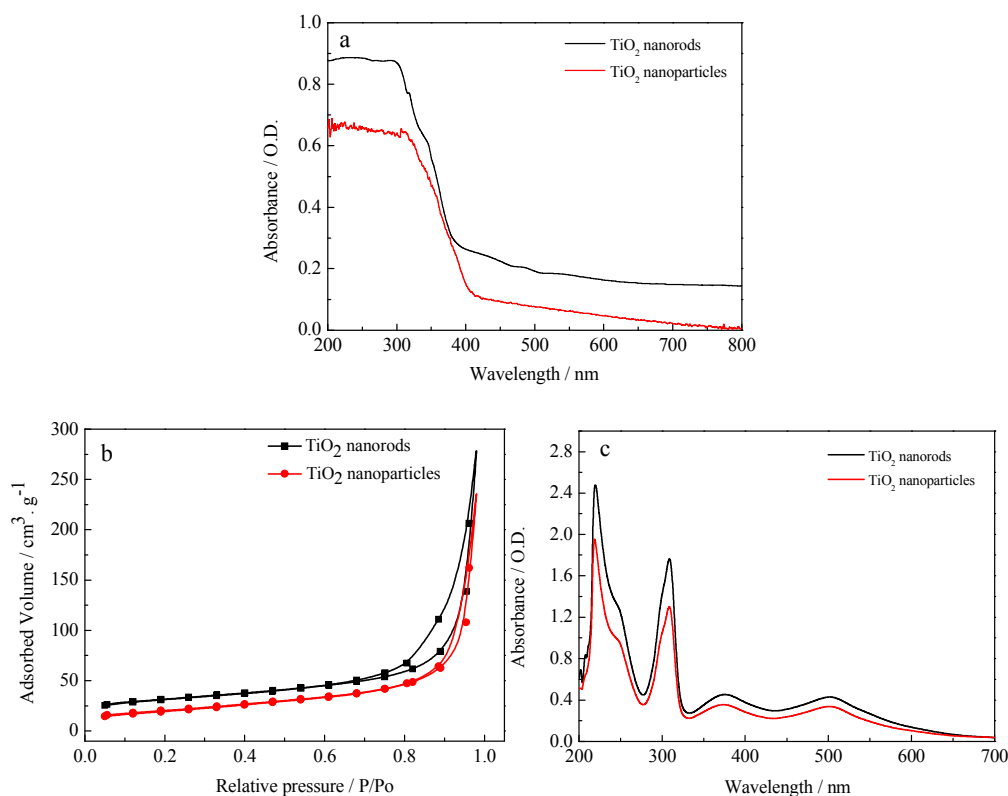 a
TiO₂ nanorods
TiO₂ nanoparticles
Absorbance / O.D.
1.0
0.8
0.6
0.4
0.2
0.0
200 300 400 500 600 700 800
Wavelength / nm
b
TiO₂ nanorods
TiO₂ nanoparticles
Adsorbed Volume / cm³ . g⁻¹
300
250
200
150
100
50
0
0.0 0.2 0.4 0.6 0.8 1.0
Relative pressure / P/Po
c
TiO₂ nanorods
TiO₂ nanoparticles
Absorbance / O.D.
2.8
2.4
2.0
1.6
1.2
0.8
0.4
0.0
200 300 400 500 600 700
Wavelength / nm